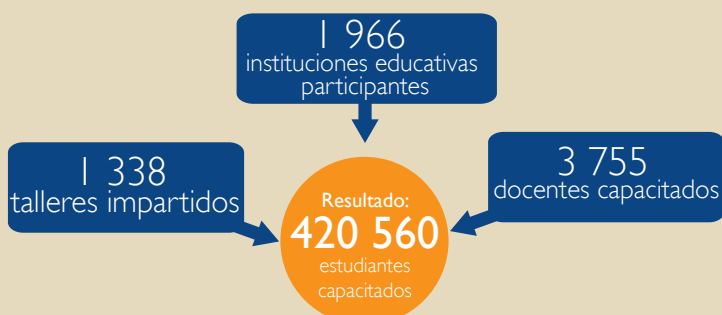 1 966
instituciones educativas
participantes
1 338
talleres impartidos
3 755
docentes capacitados
Resultado:
420 560
estudiantes
capacitados